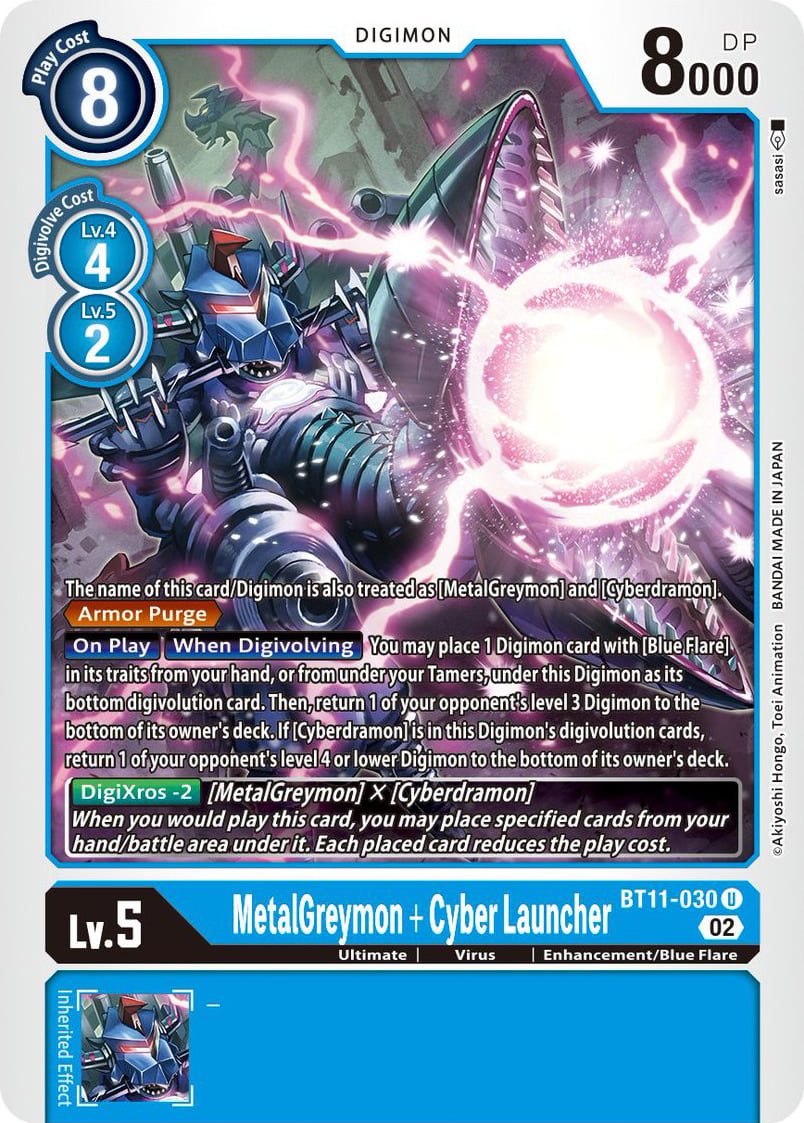 DIGIMON
Play Cost
8
8000
DP
Digivolve Cost
Lv.4
4
Lv.5
2
sasasi
The name of this card/Digimon is also treated as [MetalGreymon] and [Cyberdramon].
Armor Purge
On Play When Digivolving You may place 1 Digimon card with [Blue Flare]
in its traits from your hand, or from under your Tamers, under this Digimon as its
bottom digivolution card. Then, return 1 of your opponent's level 3 Digimon to the
bottom of its owner's deck. If [Cyberdramon] is in this Digimon's digivolution cards,
return 1 of your opponent's level 4 or lower Digimon to the bottom of its owner's deck.
DigiXros -2 [MetalGreymon] × [Cyberdramon]
When you would play this card, you may place specified cards from your
hand/battle area under it. Each placed card reduces the play cost.
©Akiyoshi Hongo, Toei Animation BANDAI MADE IN JAPAN
Lv.5
MetalGreymon + Cyber Launcher
BT11-030 U
02
Ultimate | Virus | Enhancement/Blue Flare
Inherited Effect
–